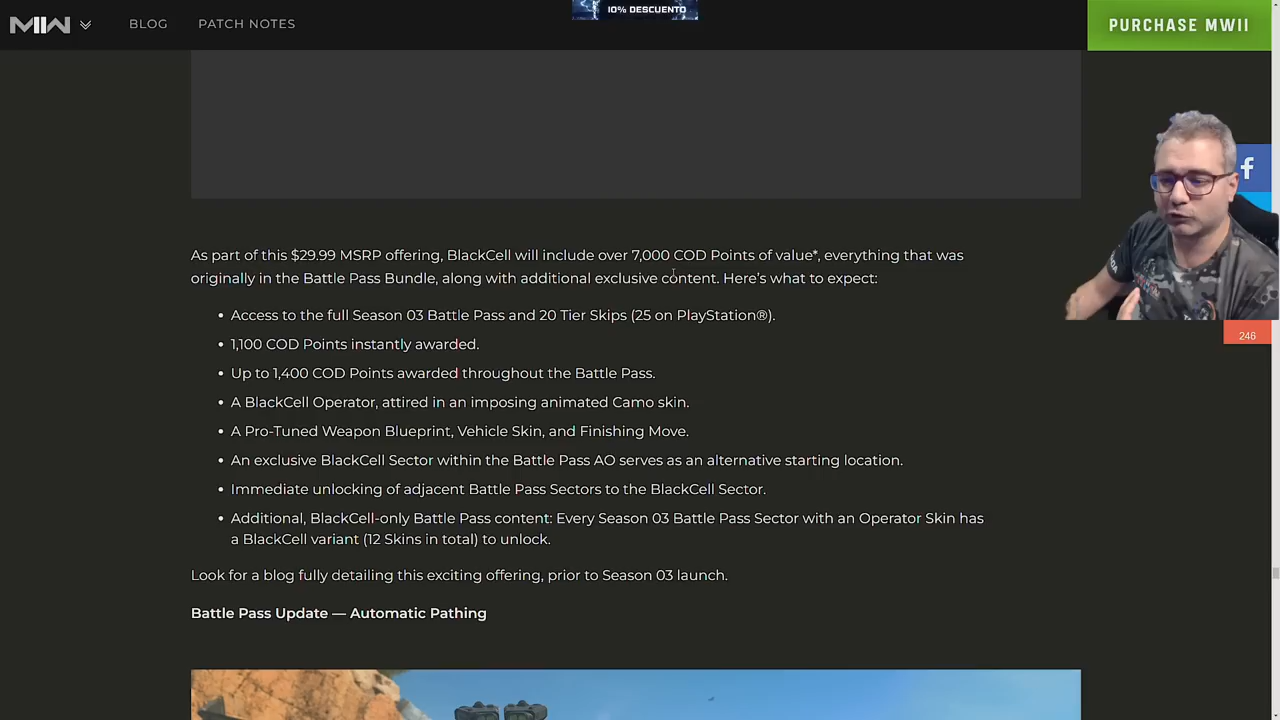 MW
BLOG
PATCH NOTES
10% DESCUENTO
PURCHASE MWII
f
246
As part of this $29.99 MSRP offering, BlackCell will include over 7,000 COD Points of value*, everything that was
originally in the Battle Pass Bundle, along with additional exclusive content. Here’s what to expect:
• Access to the full Season 03 Battle Pass and 20 Tier Skips (25 on PlayStation®).
• 1,100 COD Points instantly awarded.
• Up to 1,400 COD Points awarded throughout the Battle Pass.
• A BlackCell Operator, attired in an imposing animated Camo skin.
• A Pro-Tuned Weapon Blueprint, Vehicle Skin, and Finishing Move.
• An exclusive BlackCell Sector within the Battle Pass AO serves as an alternative starting location.
• Immediate unlocking of adjacent Battle Pass Sectors to the BlackCell Sector.
• Additional, BlackCell-only Battle Pass content: Every Season 03 Battle Pass Sector with an Operator Skin has
a BlackCell variant (12 Skins in total) to unlock.
Look for a blog fully detailing this exciting offering, prior to Season 03 launch.
Battle Pass Update — Automatic Pathing